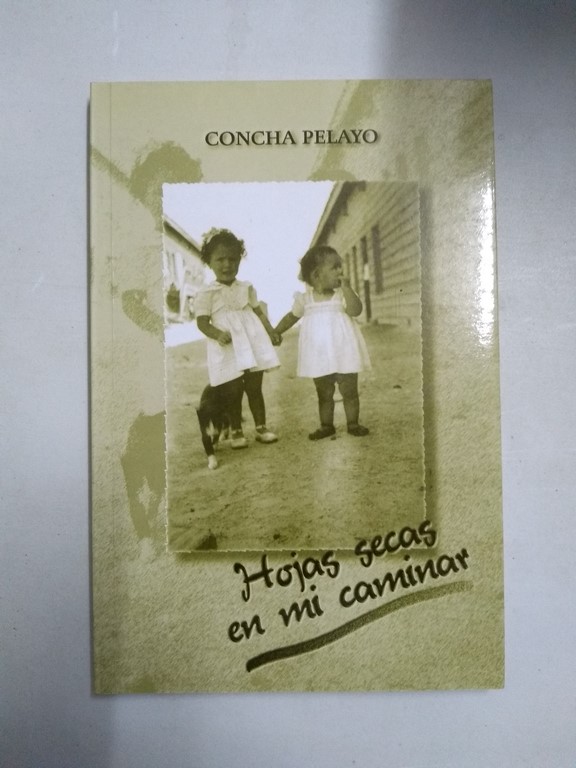 CONCHA PELAYO
Hojas secas
en mi caminar